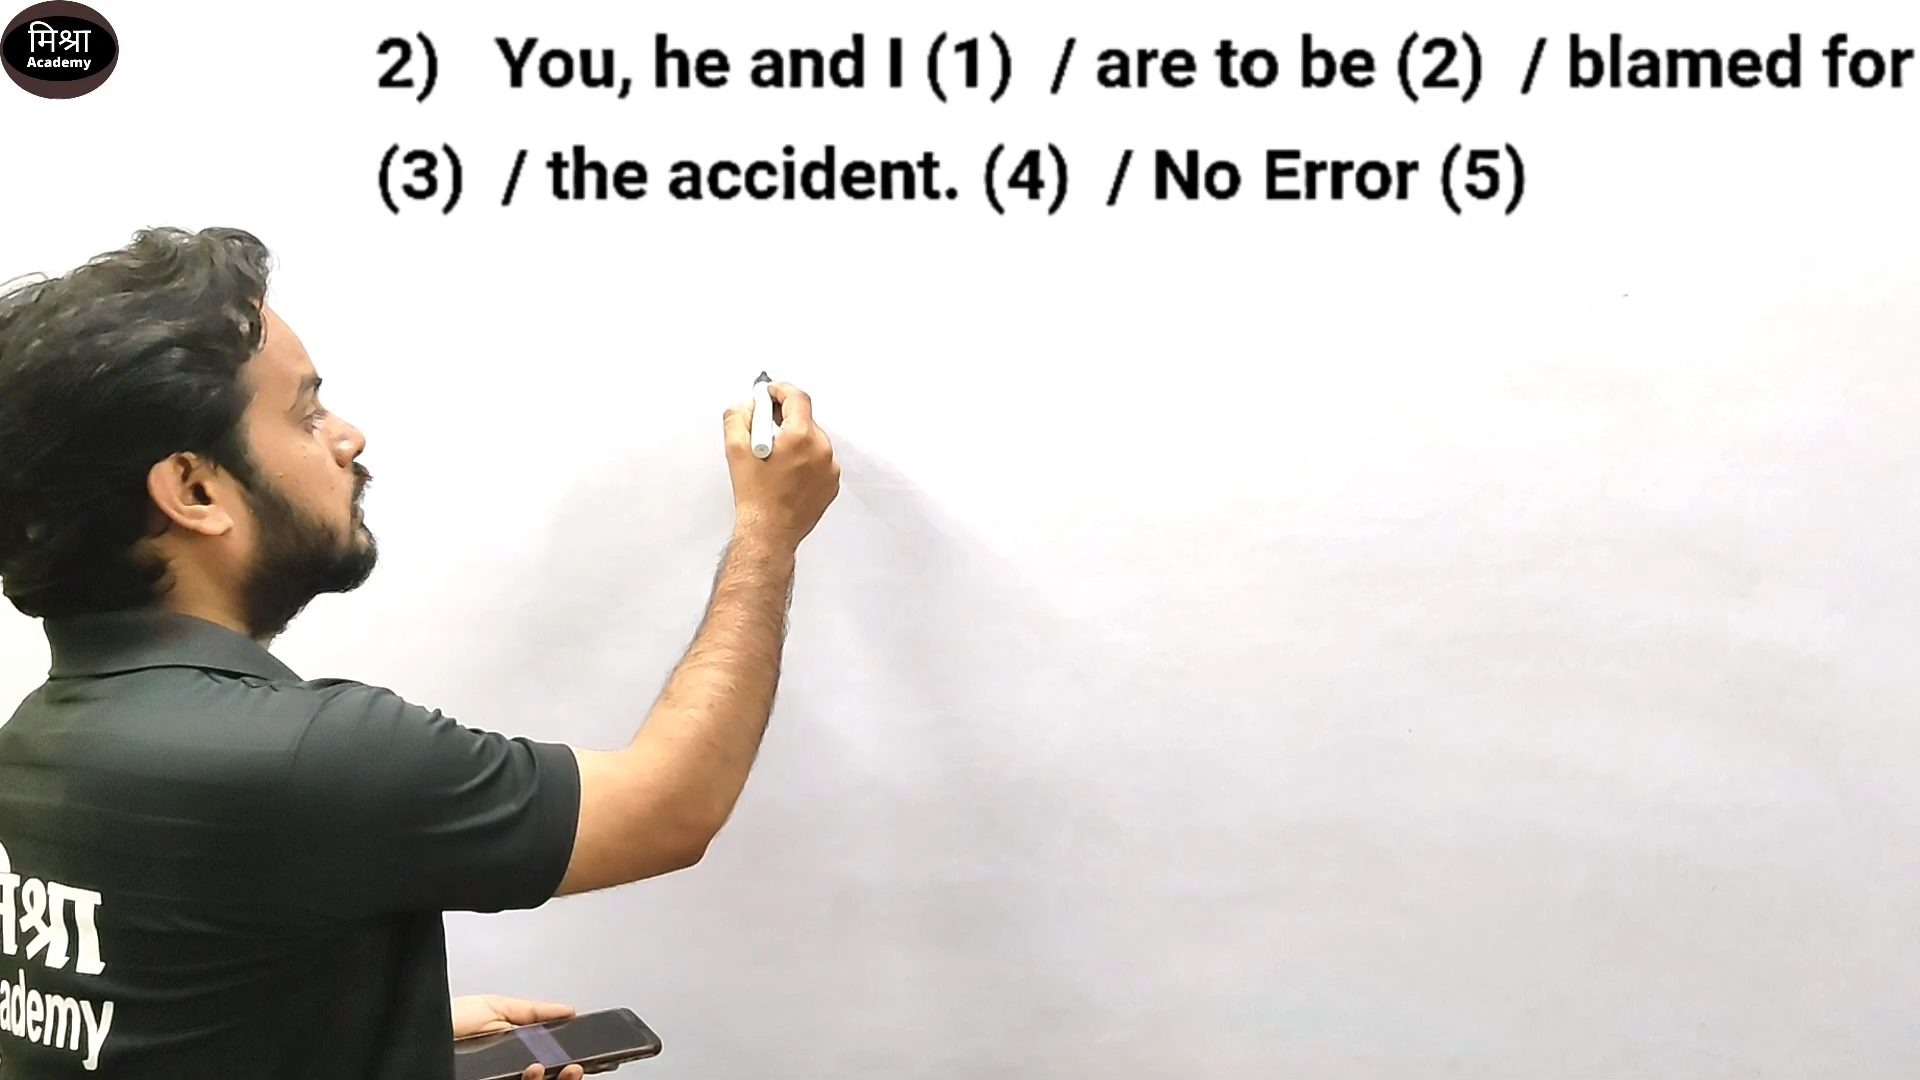 मिश्रा
Academy
2) You, he and I (1) / are to be (2) / blamed for
(3) / the accident. (4) / No Error (5)
श्रा
ademy